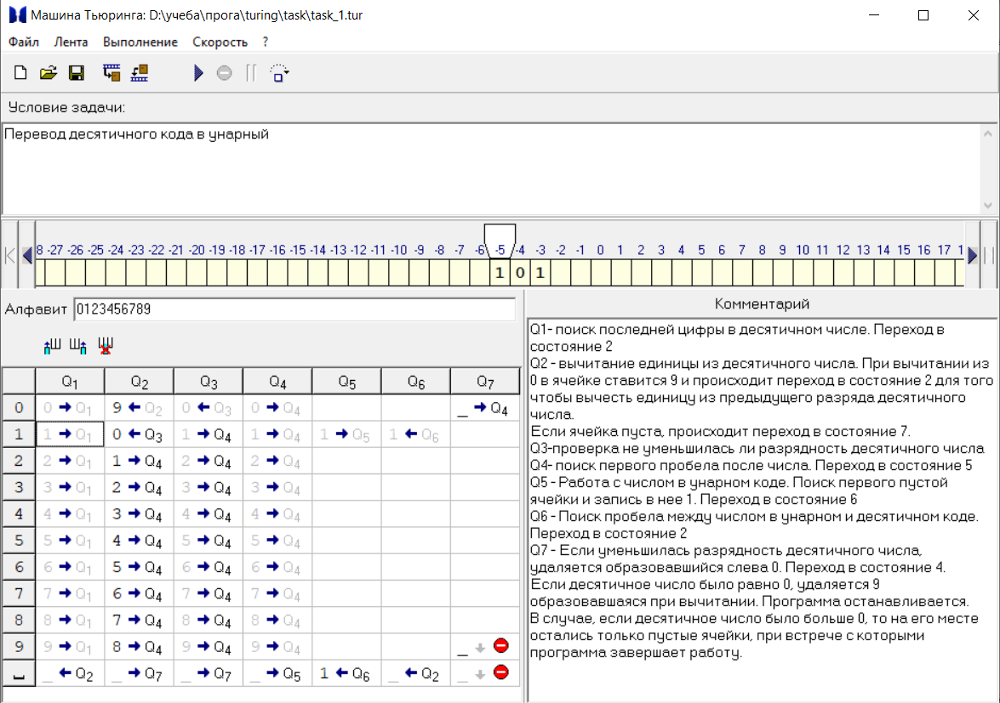 Машина Тьюринга: D:\учеба\прога\turing\task\task_1.tur
Файл Лента Выполнение Скорость ?
Условие задачи:
Перевод десятичного кода в унарный
8 -27 -26 -25 -24 -23 -22 -21 -20 -19 -18 -17 -16 -15 -14 -13 -12 -11 -10 -9 -8 -7 -6 -5 -4 -3 -2 -1 0 1 2 3 4 5 6 7 8 9 10 11 12 13 14 15 16 17 1
1 0 1
Алфавит 0123456789
Комментарий
Q1- поиск последней цифры в десятичном числе. Переход в
состояние 2
Q2 - вычитание единицы из десятичного числа. При вычитании из
0 в ячейке ставится 9 и происходит переход в состояние 2 для того
чтобы вычесть единицу из предыдущего разряда десятичного
числа.
Если ячейка пуста, происходит переход в состояние 7.
Q3-проверка не уменьшилась ли разрядность десятичного числа
Q4- поиск первого пробела после числа. Переход в состояние 5
Q5 - Работа с числом в унарном коде. Поиск первого пустой
ячейки и запись в нее 1. Переход в состояние 6
Q6 - Поиск пробела между числом в унарном и десятичном коде.
Переход в состояние 2
Q7 - Если уменьшилась разрядность десятичного числа,
удаляется образовавшийся слева 0. Переход в состояние 4.
Если десятичное число было равно 0, удаляется 9
образовавшаяся при вычитании. Программа останавливается.
В случае, если десятичное число было больше 0, то на его месте
остались только пустые ячейки, при встрече с которыми
программа завершает работу.
Q1 Q2 Q3 Q4 Q5 Q6 Q7
0 0 → Q1 9 ← Q2 0 ← Q3 0 → Q4 _ → Q4
1 1 → Q1 0 ← Q3 1 → Q4 1 → Q4 1 → Q5 1 ← Q6
2 2 → Q1 1 → Q4 2 → Q4 2 → Q4
3 3 → Q1 2 → Q4 3 → Q4 3 → Q4
4 4 → Q1 3 → Q4 4 → Q4 4 → Q4
5 5 → Q1 4 → Q4 5 → Q4 5 → Q4
6 6 → Q1 5 → Q4 6 → Q4 6 → Q4
7 7 → Q1 6 → Q4 7 → Q4 7 → Q4
8 8 → Q1 7 → Q4 8 → Q4 8 → Q4
9 9 → Q1 8 → Q4 9 → Q4 9 → Q4 _ ↓
_ _ ← Q2 _ → Q7 _ → Q7 _ → Q5 1 ← Q6 _ ← Q2 _ ↓